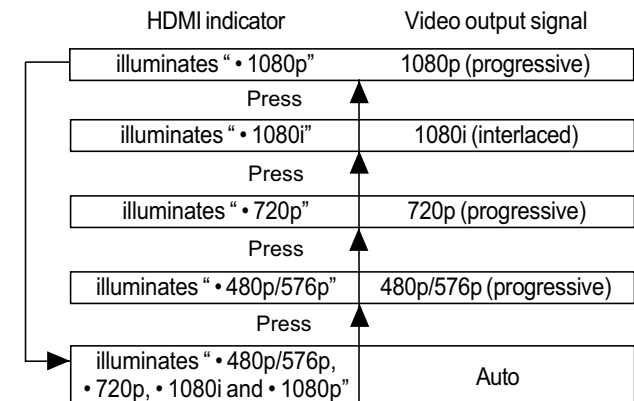 HDMI indicator Video output signal
illuminates “ • 1080p” 1080p (progressive)
Press
illuminates “ • 1080i” 1080i (interlaced)
Press
illuminates “ • 720p” 720p (progressive)
Press
illuminates “ • 480p/576p” 480p/576p (progressive)
Press
illuminates “ • 480p/576p,
• 720p, • 1080i and • 1080p” Auto